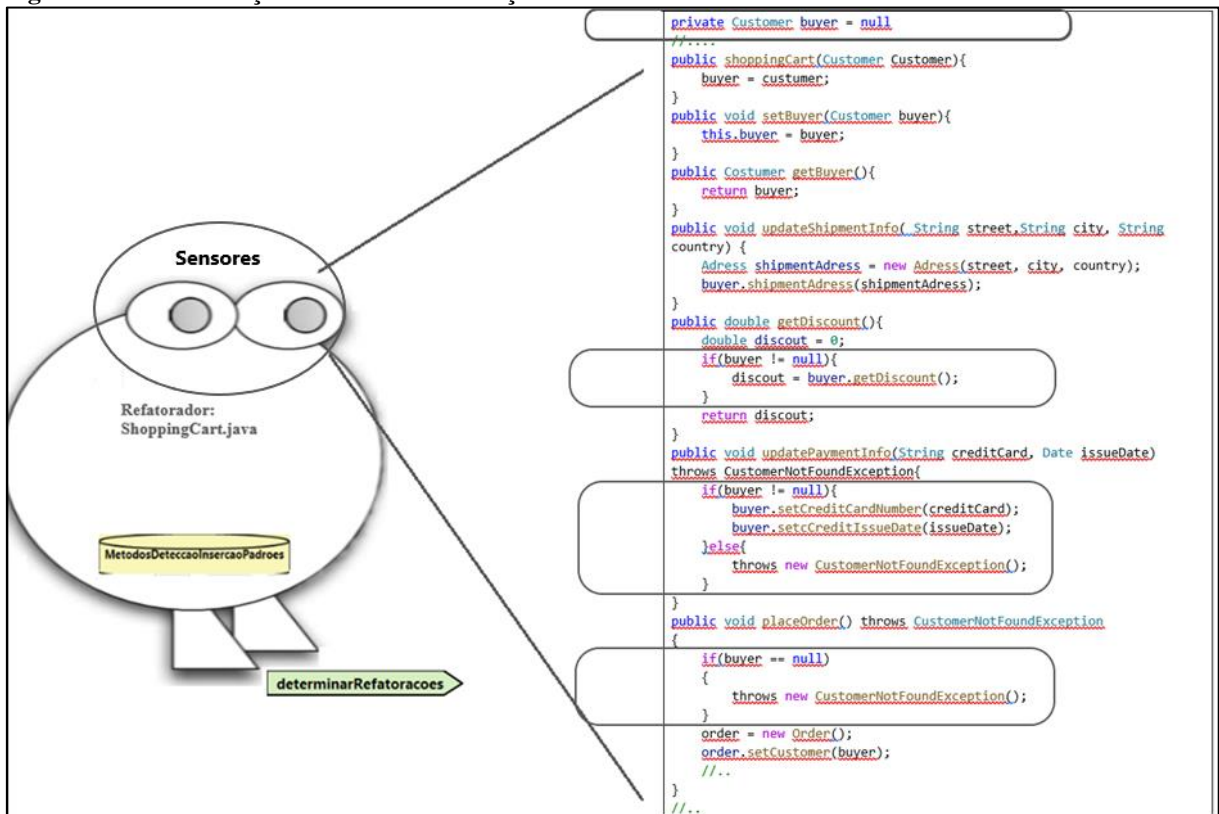 Sensores
Refatorador:
ShoppingCart.java
MetodosDeteccaoInsercaoPadroes
determinarRefatoracoes
private Customer buyer = null
//....
public shoppingCart(Customer Customer){
buyer = custumer;
}
public void setBuyer(Customer buyer){
this.buyer = buyer;
}
public Costumer getBuyer(){
return buyer;
}
public void updateShipmentInfo( String street,String city, String
country) {
Adress shipmentAdress = new Adress(street, city, country);
buyer.shipmentAdress(shipmentAdress);
}
public double getDiscount(){
double discout = 0;
if(buyer != null){
discout = buyer.getDiscount();
}
return discout;
}
public void updatePaymentInfo(String creditCard, Date issueDate)
throws CustomerNotFoundException{
if(buyer != null){
buyer.setCreditCardNumber(creditCard);
buyer.setcCreditIssueDate(issueDate);
}else{
throws new CustomerNotFoundException();
}
}
public void placeOrder() throws CustomerNotFoundException
{
if(buyer == null)
{
throws new CustomerNotFoundException();
}
order = new Order();
order.setCustomer(buyer);
//..
}
//..